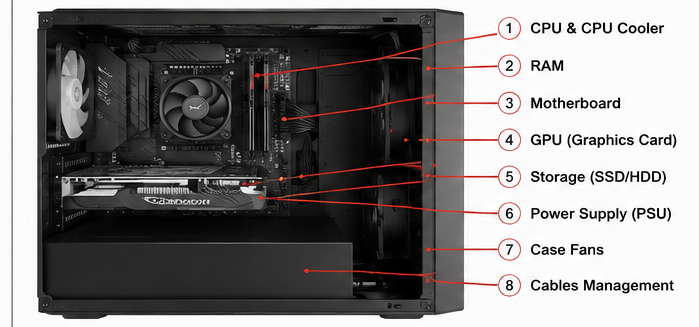 1 CPU & CPU Cooler
2 RAM
3 Motherboard
4 GPU (Graphics Card)
5 Storage (SSD/HDD)
6 Power Supply (PSU)
7 Case Fans
8 Cables Management